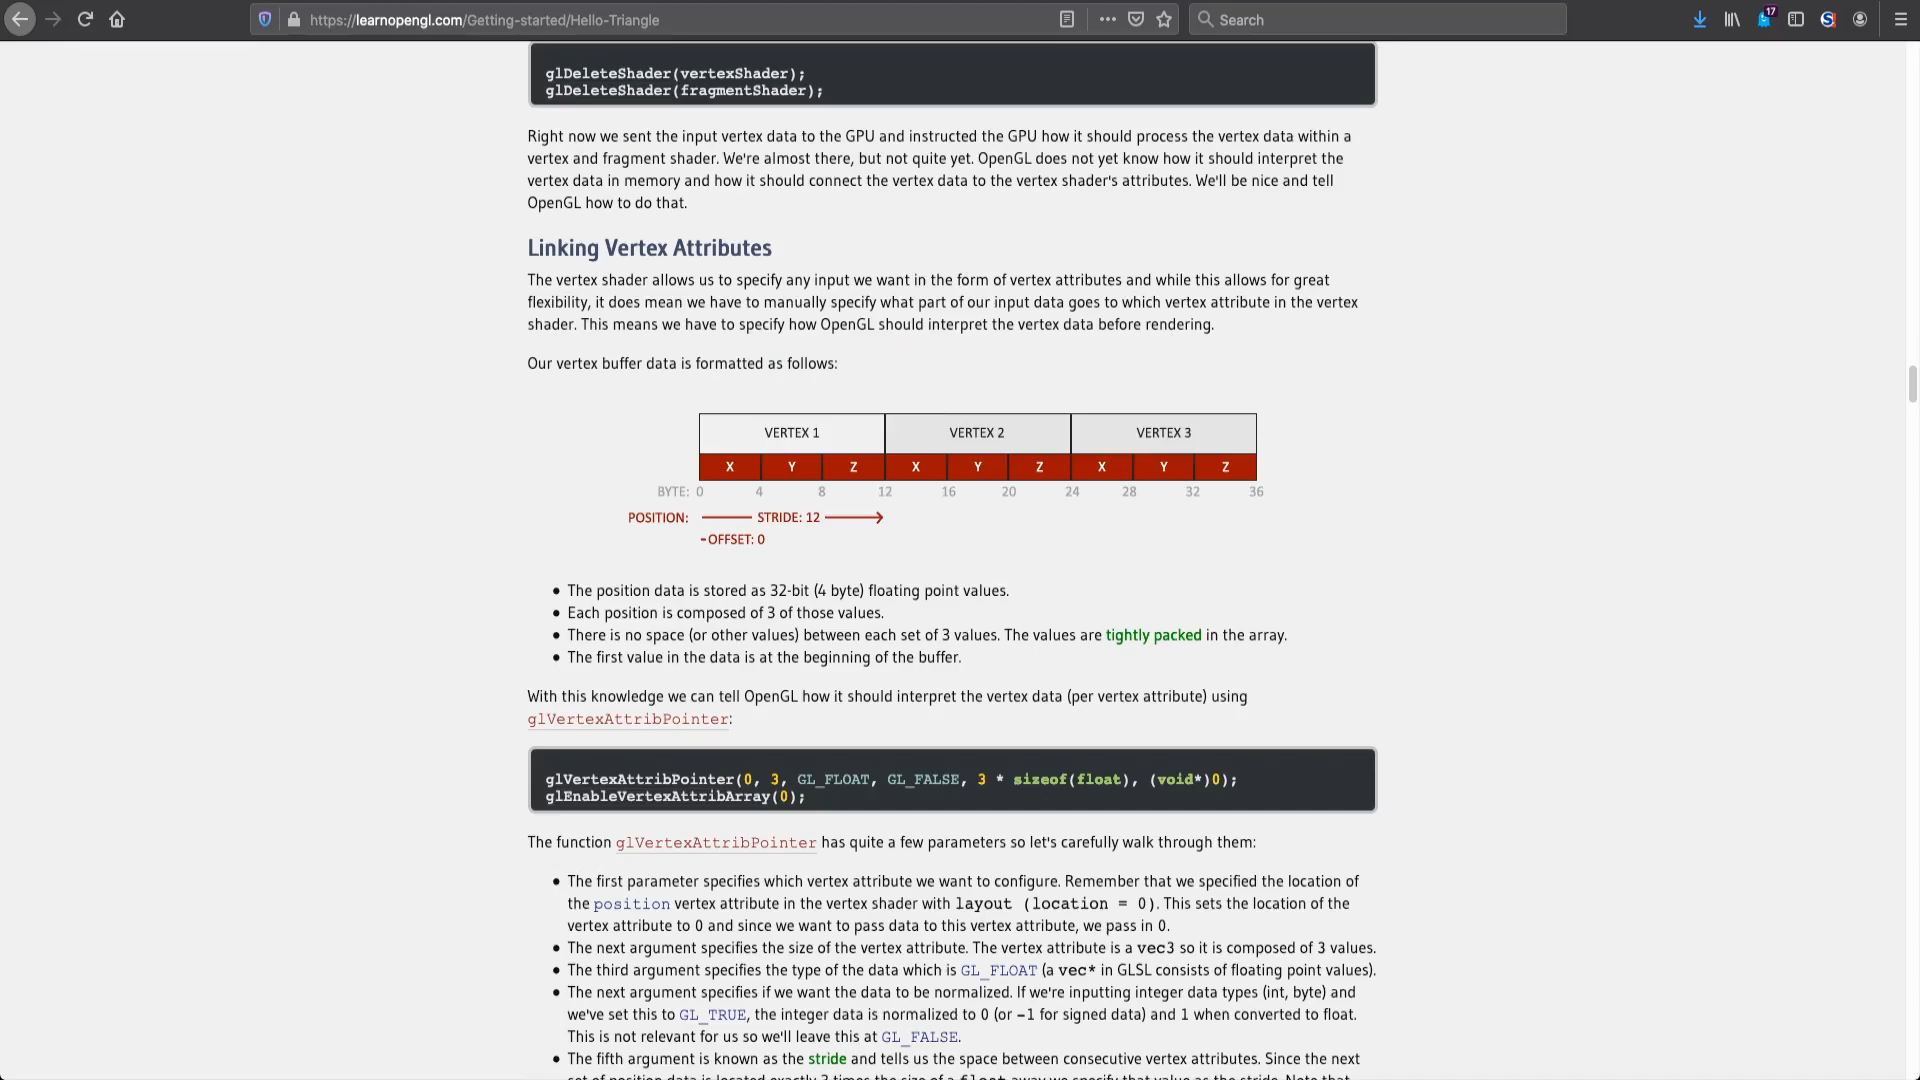 https://learnopengl.com/Getting-started/Hello-Triangle
Search
17
glDeleteShader(vertexShader);
glDeleteShader(fragmentShader);
Right now we sent the input vertex data to the GPU and instructed the GPU how it should process the vertex data within a
vertex and fragment shader. We're almost there, but not quite yet. OpenGL does not yet know how it should interpret the
vertex data in memory and how it should connect the vertex data to the vertex shader's attributes. We'll be nice and tell
OpenGL how to do that.
Linking Vertex Attributes
The vertex shader allows us to specify any input we want in the form of vertex attributes and while this allows for great
flexibility, it does mean we have to manually specify what part of our input data goes to which vertex attribute in the vertex
shader. This means we have to specify how OpenGL should interpret the vertex data before rendering.
Our vertex buffer data is formatted as follows:
VERTEX 1 VERTEX 2 VERTEX 3
X Y Z X Y Z X Y Z
BYTE: 0 4 8 12 16 20 24 28 32 36
POSITION: STRIDE: 12
-OFFSET: 0
• The position data is stored as 32-bit (4 byte) floating point values.
• Each position is composed of 3 of those values.
• There is no space (or other values) between each set of 3 values. The values are tightly packed in the array.
• The first value in the data is at the beginning of the buffer.
With this knowledge we can tell OpenGL how it should interpret the vertex data (per vertex attribute) using
glVertexAttribPointer:
glVertexAttribPointer(0, 3, GL_FLOAT, GL_FALSE, 3 * sizeof(float), (void*)0);
glEnableVertexAttribArray(0);
The function glVertexAttribPointer has quite a few parameters so let's carefully walk through them:
• The first parameter specifies which vertex attribute we want to configure. Remember that we specified the location of
the position vertex attribute in the vertex shader with layout (location = 0). This sets the location of the
vertex attribute to 0 and since we want to pass data to this vertex attribute, we pass in 0.
• The next argument specifies the size of the vertex attribute. The vertex attribute is a vec3 so it is composed of 3 values.
• The third argument specifies the type of the data which is GL_FLOAT (a vec* in GLSL consists of floating point values).
• The next argument specifies if we want the data to be normalized. If we're inputting integer data types (int, byte) and
we've set this to GL_TRUE, the integer data is normalized to 0 (or -1 for signed data) and 1 when converted to float.
This is not relevant for us so we'll leave this at GL_FALSE.
• The fifth argument is known as the stride and tells us the space between consecutive vertex attributes. Since the next
set of position data is located exactly 3 times the size of a float away we specify that value as the stride. Note that